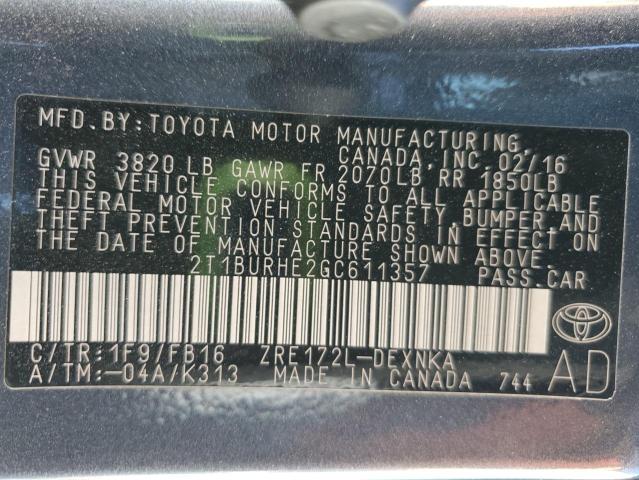 MFD.BY:TOYOTA MOTOR MANUFACTURING,
CANADA,INC.02/16
GVWR 3820 LB GAWR FR 2070LB,RR 1850LB
THIS VEHICLE CONFORMS TO ALL APPLICABLE
FEDERAL MOTOR VEHICLE SAFETY,BUMPER,AND
THEFT PREVENTION STANDARDS IN EFFECT ON
THE DATE OF MANUFACTURE SHOWN ABOVE.
2T1BURHE2GC611357 PASS.CAR
C/TR:1F9/FB16 ZRE172L-DEXNKA
A/TM:-04A/K313 MADE IN CANADA 744 AD